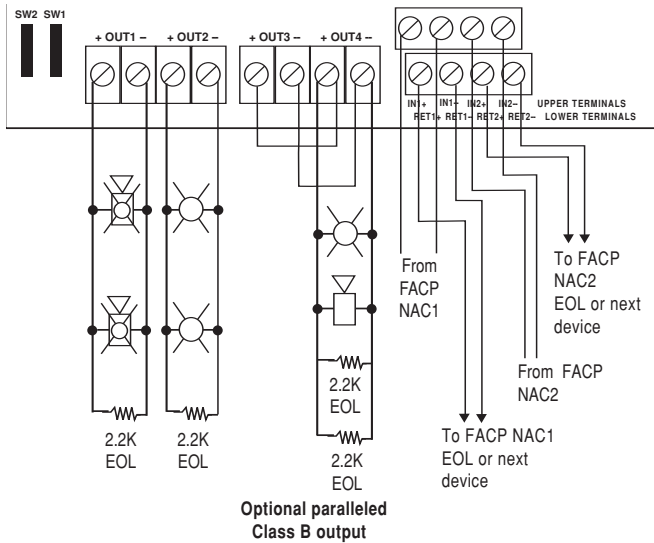 SW2 SW1
+ OUT1 –
+ OUT2 –
+ OUT3 –
+ OUT4 –
IN1+ IN1– IN2+ IN2– UPPER TERMINALS
RET1+ RET1– RET2+ RET2– LOWER TERMINALS
From
FACP
NAC1
To FACP
NAC2
EOL or next
device
From FACP
NAC2
To FACP NAC1
EOL or next
device
2.2K
EOL
2.2K
EOL
2.2K
EOL
2.2K
EOL
Optional paralleled
Class B output